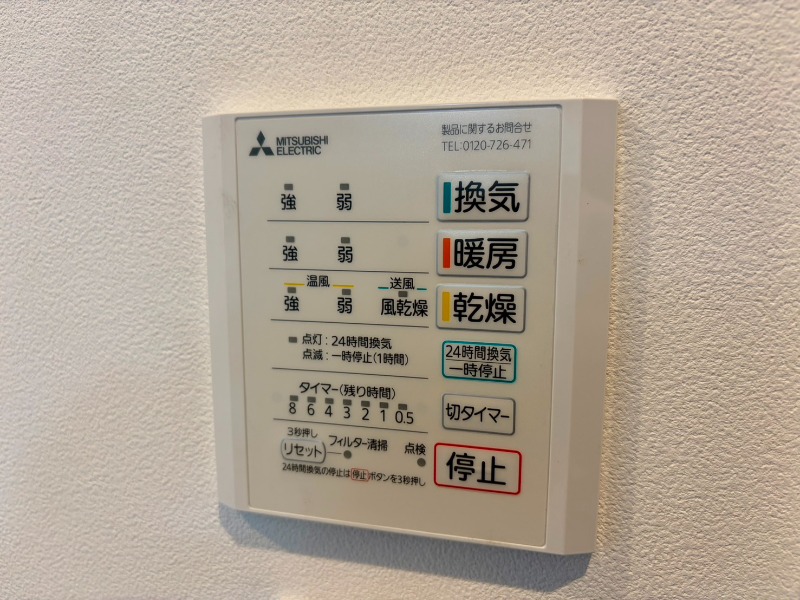 MITSUBISHI
ELECTRIC
製品に関するお問合せ
TEL:0120-726-471
強 弱 換気
強 弱 暖房
温風 送風
強 弱 風乾燥 乾燥
点灯:24時間換気
点滅:一時停止(1時間)
24時間換気
一時停止
タイマー(残り時間)
8 6 4 3 2 1 0.5
切タイマー
3秒押し
リセット フィルター清掃 点検
停止
24時間換気の停止は停止ボタンを3秒押し